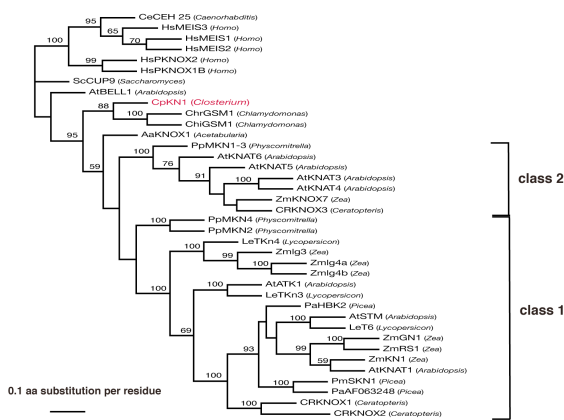 95 CeCEH 25 (Caenorhabditis)
100 65 HsMEIS3 (Homo)
70 HsMEIS1 (Homo)
HsMEIS2 (Homo)
99 HsPKNOX2 (Homo)
HsPKNOX1B (Homo)
ScCUP9 (Saccharomyces)
AtBELL1 (Arabidopsis)
88 CpKN1 (Closterium)
100 ChrGSM1 (Chlamydomonas)
ChiGSM1 (Chlamydomonas)
95 AaKNOX1 (Acetabularia)
100 PpMKN1-3 (Physcomitrella)
59 76 AtKNAT6 (Arabidopsis)
91 AtKNAT5 (Arabidopsis)
100 AtKNAT3 (Arabidopsis)
class 2
AtKNAT4 (Arabidopsis)
ZmKNOX7 (Zea)
CRKNOX3 (Ceratopteris)
100 PpMKN4 (Physcomitrella)
PpMKN2 (Physcomitrella)
100 LeTKn4 (Lycopersicon)
99 Zmlg3 (Zea)
100 Zmlg4a (Zea)
Zmlg4b (Zea)
100 100 AtATK1 (Arabidopsis)
LeTKn3 (Lycopersicon)
PaHBK2 (Picea)
class 1
69 100 AtSTM (Arabidopsis)
LeT6 (Lycopersicon)
100 ZmGN1 (Zea)
93 99 ZmRS1 (Zea)
59 ZmKN1 (Zea)
AtKNAT1 (Arabidopsis)
100 100 PmSKN1 (Picea)
PaAF063248 (Picea)
0.1 aa substitution per residue
100 CRKNOX1 (Ceratopteris)
CRKNOX2 (Ceratopteris)